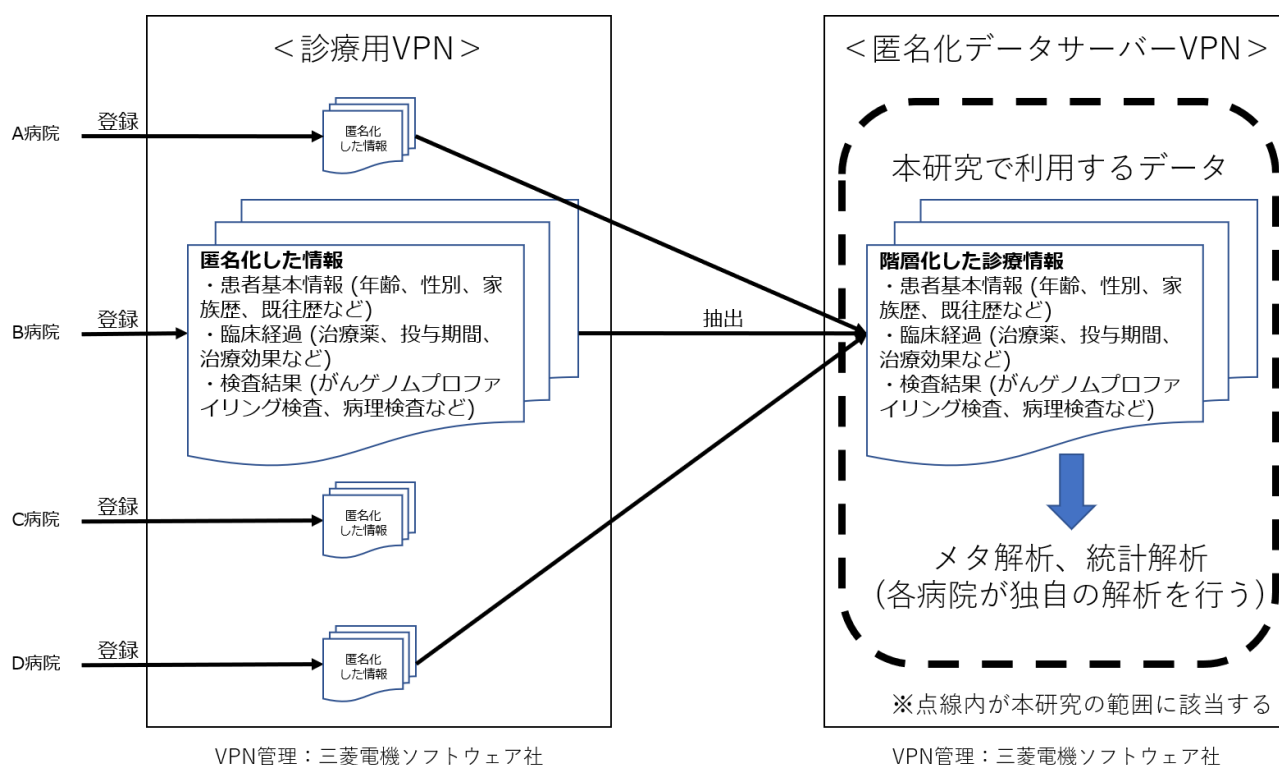 ＜診療用VPN＞
A病院
登録
匿名化
した情報
B病院
登録
匿名化した情報
・患者基本情報 (年齢、性別、家
族歴、既往歴など)
・臨床経過 (治療薬、投与期間、
治療効果など)
・検査結果 (がんゲノムプロファ
イリング検査、病理検査など)
C病院
登録
匿名化
した情報
D病院
登録
匿名化
した情報
VPN管理：三菱電機ソフトウェア社
抽出
＜匿名化データサーバーVPN＞
本研究で利用するデータ
階層化した診療情報
・患者基本情報 (年齢、性別、家
族歴、既往歴など)
・臨床経過 (治療薬、投与期間、
治療効果など)
・検査結果 (がんゲノムプロファ
イリング検査、病理検査など)
メタ解析、統計解析
(各病院が独自の解析を行う)
※点線内が本研究の範囲に該当する
VPN管理：三菱電機ソフトウェア社